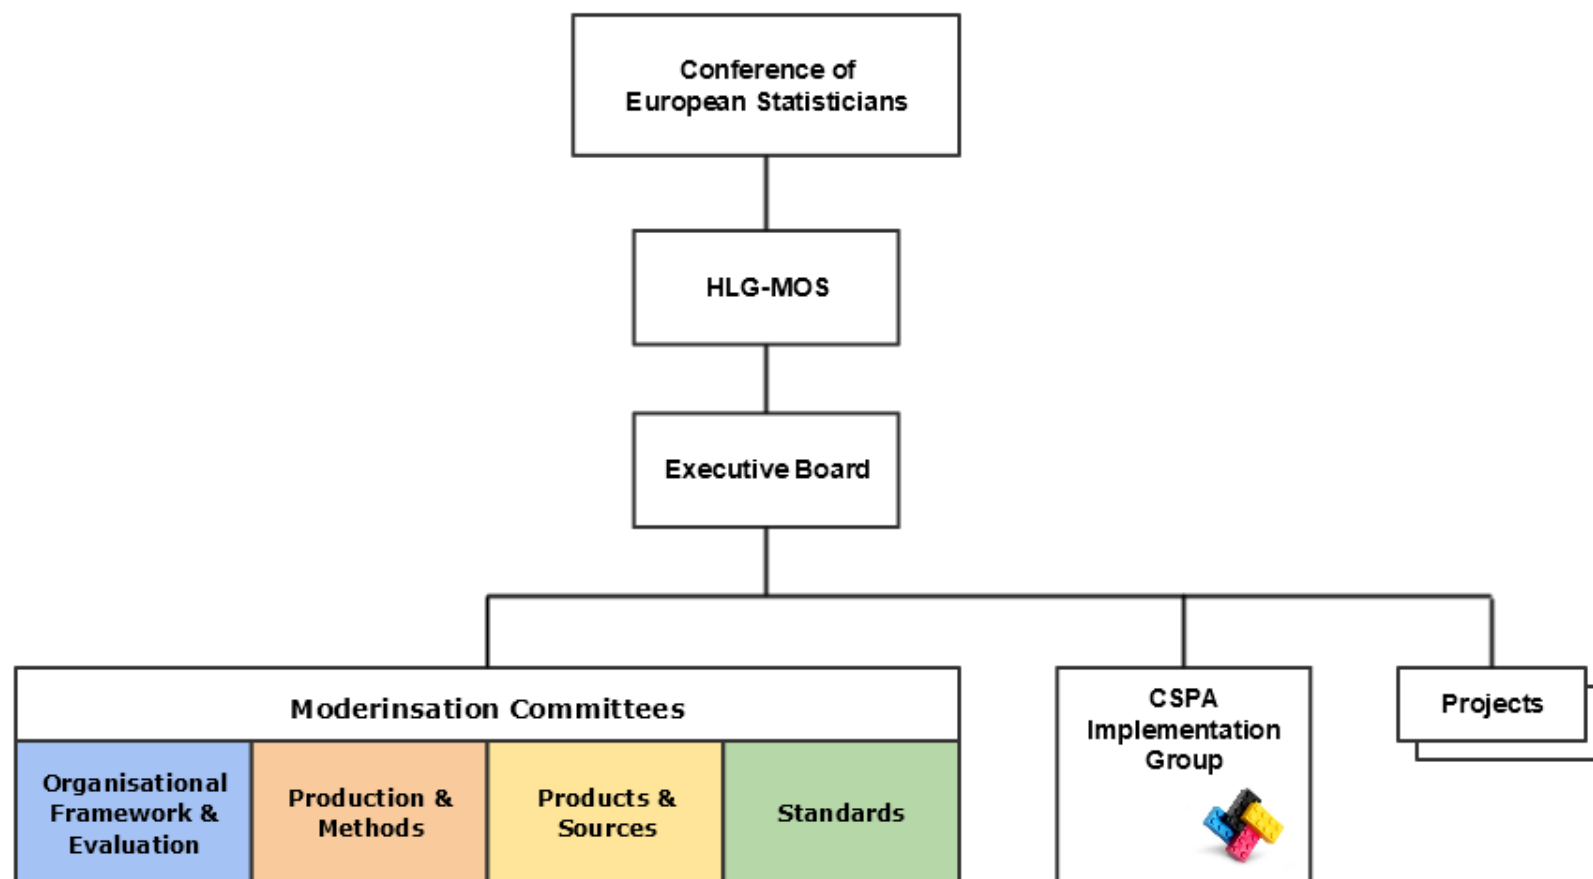 Conference of
European Statisticians
HLG-MOS
Executive Board
Moderinsation Committees
Organisational
Framework &
Evaluation
Production &
Methods
Products &
Sources
Standards
CSPA
Implementation
Group
Projects